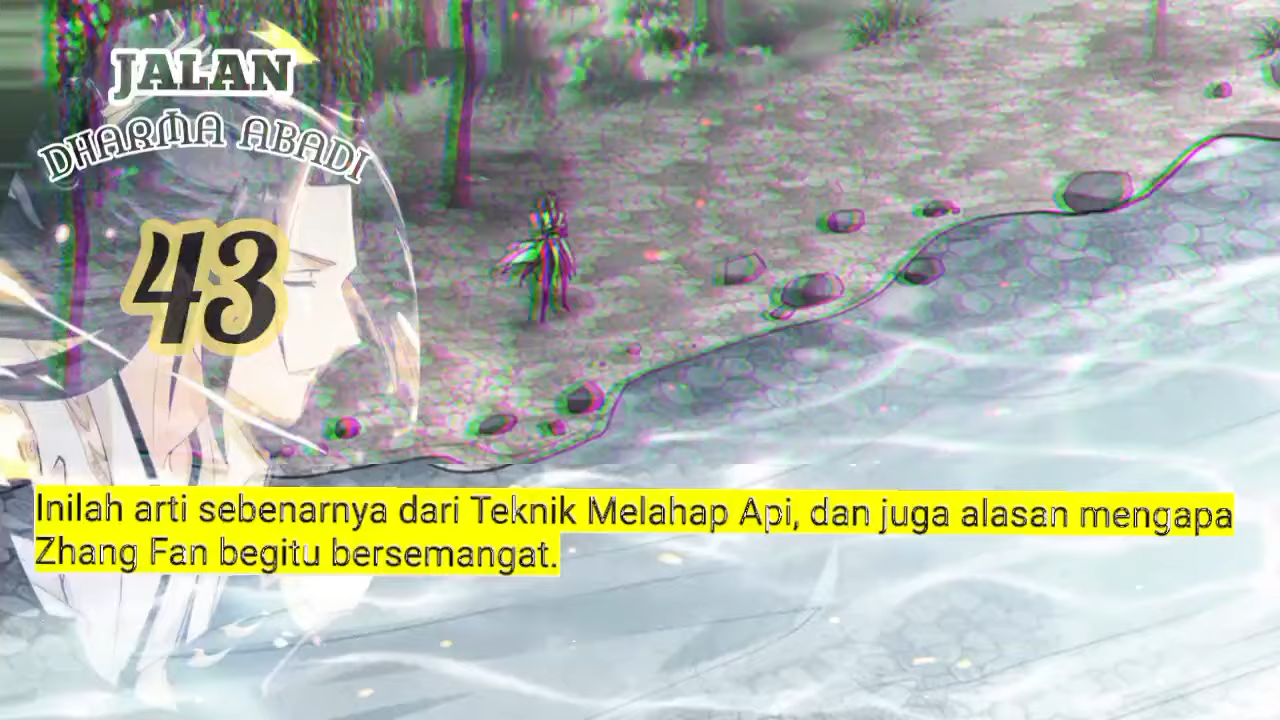 JALAN
DHARMA ABADI
43
Inilah arti sebenarnya dari Teknik Melahap Api, dan juga alasan mengapa
Zhang Fan begitu bersemangat.